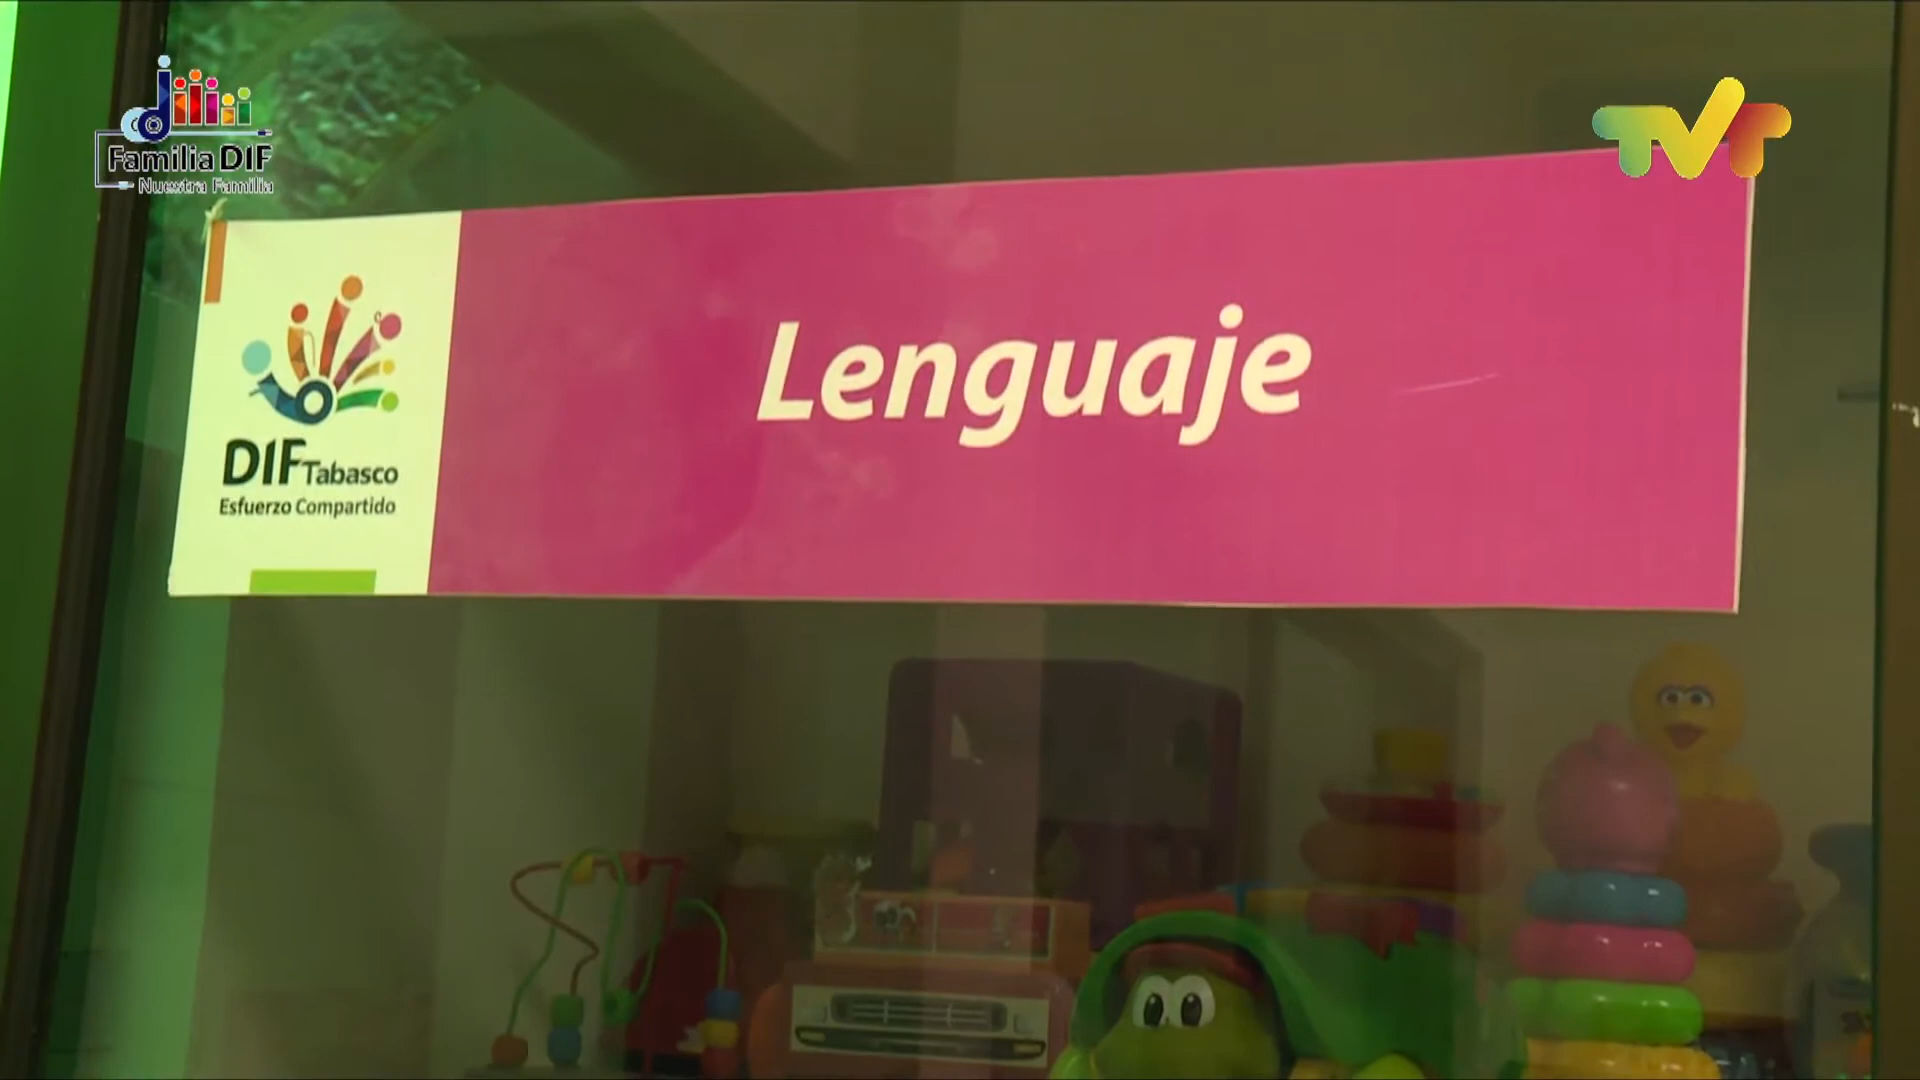 Familia DIF
Nuestra Familia
TVT
Lenguaje
DIF Tabasco
Esfuerzo Compartido